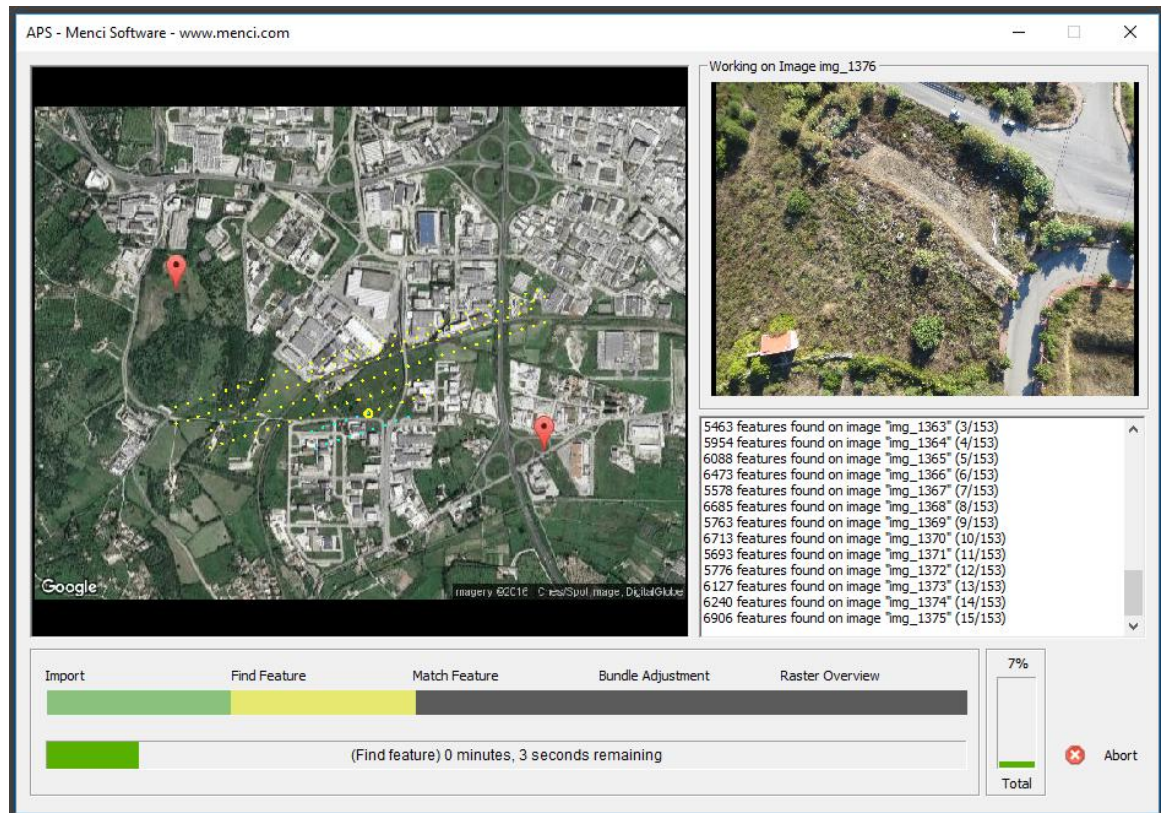 APS - Menci Software - www.menci.com
Working on Image img_1376
5463 features found on image "img_1363" (3/153)
5954 features found on image "img_1364" (4/153)
6088 features found on image "img_1365" (5/153)
6473 features found on image "img_1366" (6/153)
5578 features found on image "img_1367" (7/153)
6685 features found on image "img_1368" (8/153)
5763 features found on image "img_1369" (9/153)
6713 features found on image "img_1370" (10/153)
5693 features found on image "img_1371" (11/153)
5776 features found on image "img_1372" (12/153)
6127 features found on image "img_1373" (13/153)
6240 features found on image "img_1374" (14/153)
6906 features found on image "img_1375" (15/153)
Google
magery ©2016 C nes/Spot mage, DigitalGlobe
Import Find Feature Match Feature Bundle Adjustment Raster Overview
(Find feature) 0 minutes, 3 seconds remaining
7%
Total
Abort